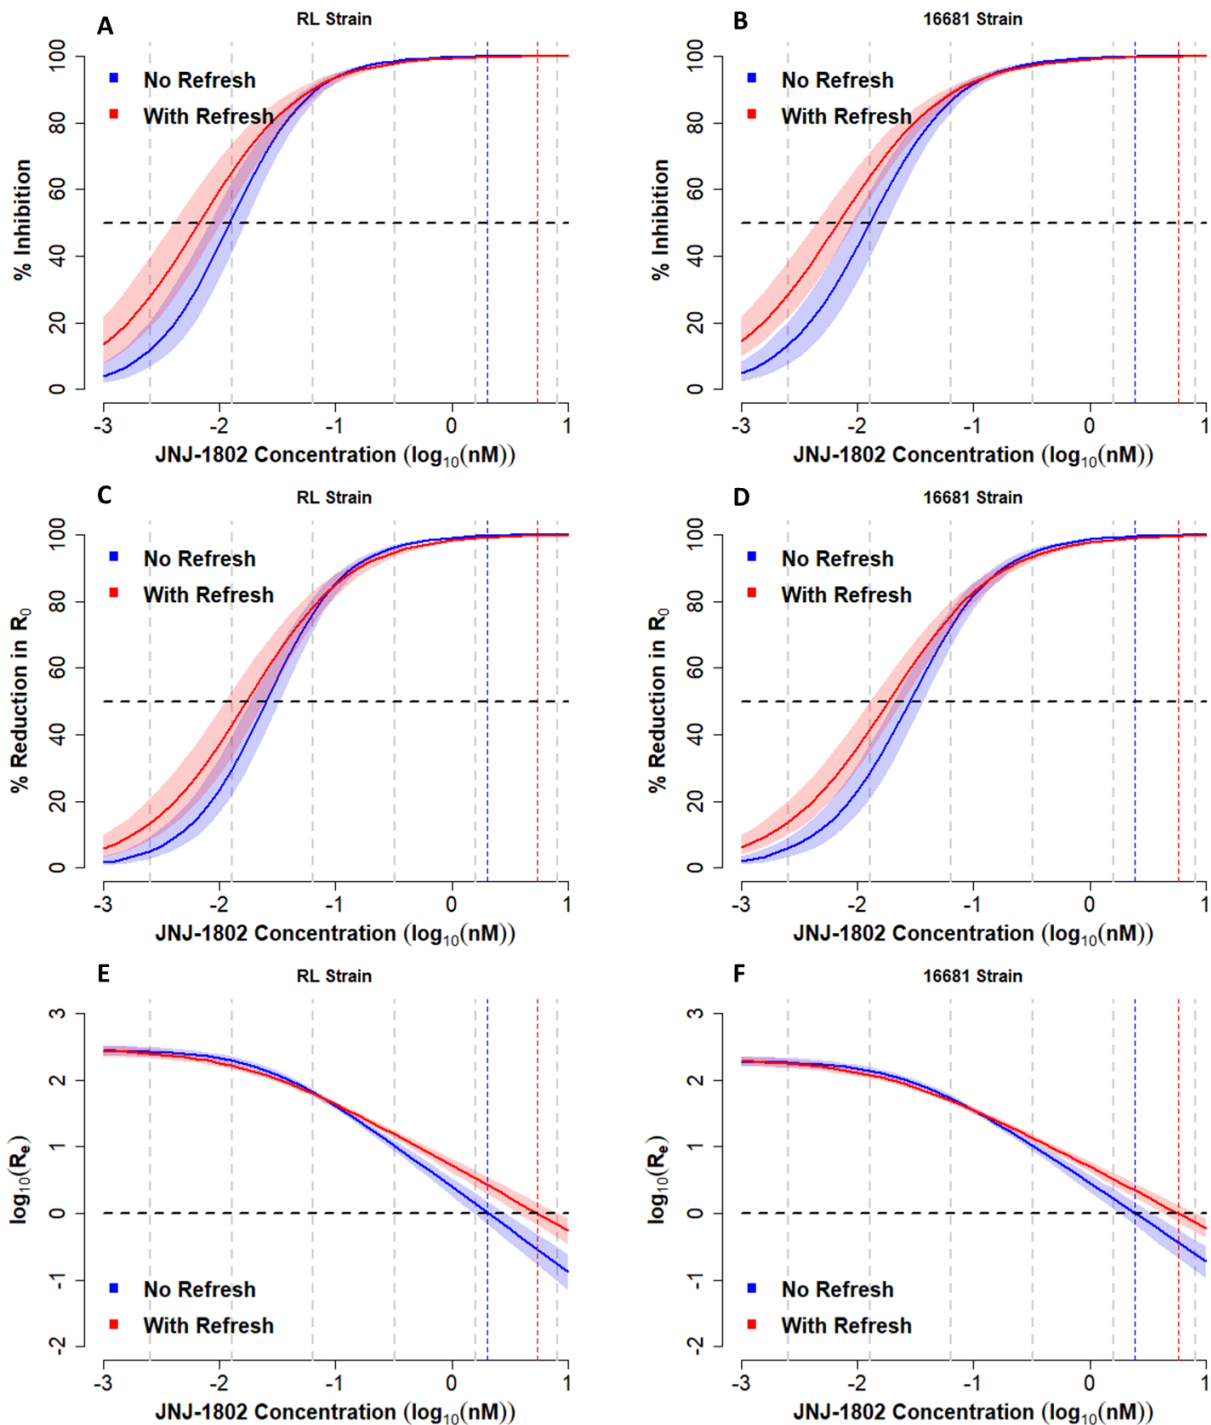 A
RL Strain
% Inhibition
100
80
60
40
20
0
No Refresh
With Refresh
-3 -2 -1 0 1
JNJ-1802 Concentration (log10(nM))
B
16681 Strain
% Inhibition
100
80
60
40
20
0
No Refresh
With Refresh
-3 -2 -1 0 1
JNJ-1802 Concentration (log10(nM))
C
RL Strain
% Reduction in R0
100
80
60
40
20
0
No Refresh
With Refresh
-3 -2 -1 0 1
JNJ-1802 Concentration (log10(nM))
D
16681 Strain
% Reduction in R0
100
80
60
40
20
0
No Refresh
With Refresh
-3 -2 -1 0 1
JNJ-1802 Concentration (log10(nM))
E
RL Strain
log10(Re)
3
2
1
0
-1
-2
No Refresh
With Refresh
-3 -2 -1 0 1
JNJ-1802 Concentration (log10(nM))
F
16681 Strain
log10(Re)
3
2
1
0
-1
-2
No Refresh
With Refresh
-3 -2 -1 0 1
JNJ-1802 Concentration (log10(nM))